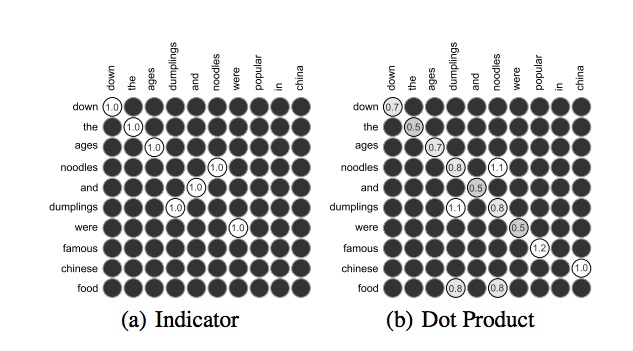 down the ages dumplings and noodles were popular in china
down the ages dumplings and noodles were popular in china
down 1.0
the 1.0
ages 1.0
noodles 1.0
and 1.0
dumplings 1.0
were 1.0
famous
chinese
food
down 0.7
the 0.5
ages 0.7
noodles 0.8 1.1
and 0.5
dumplings 1.1 0.8
were 0.5
famous 1.2
chinese 1.0
food 0.8 0.8
(a) Indicator
(b) Dot Product